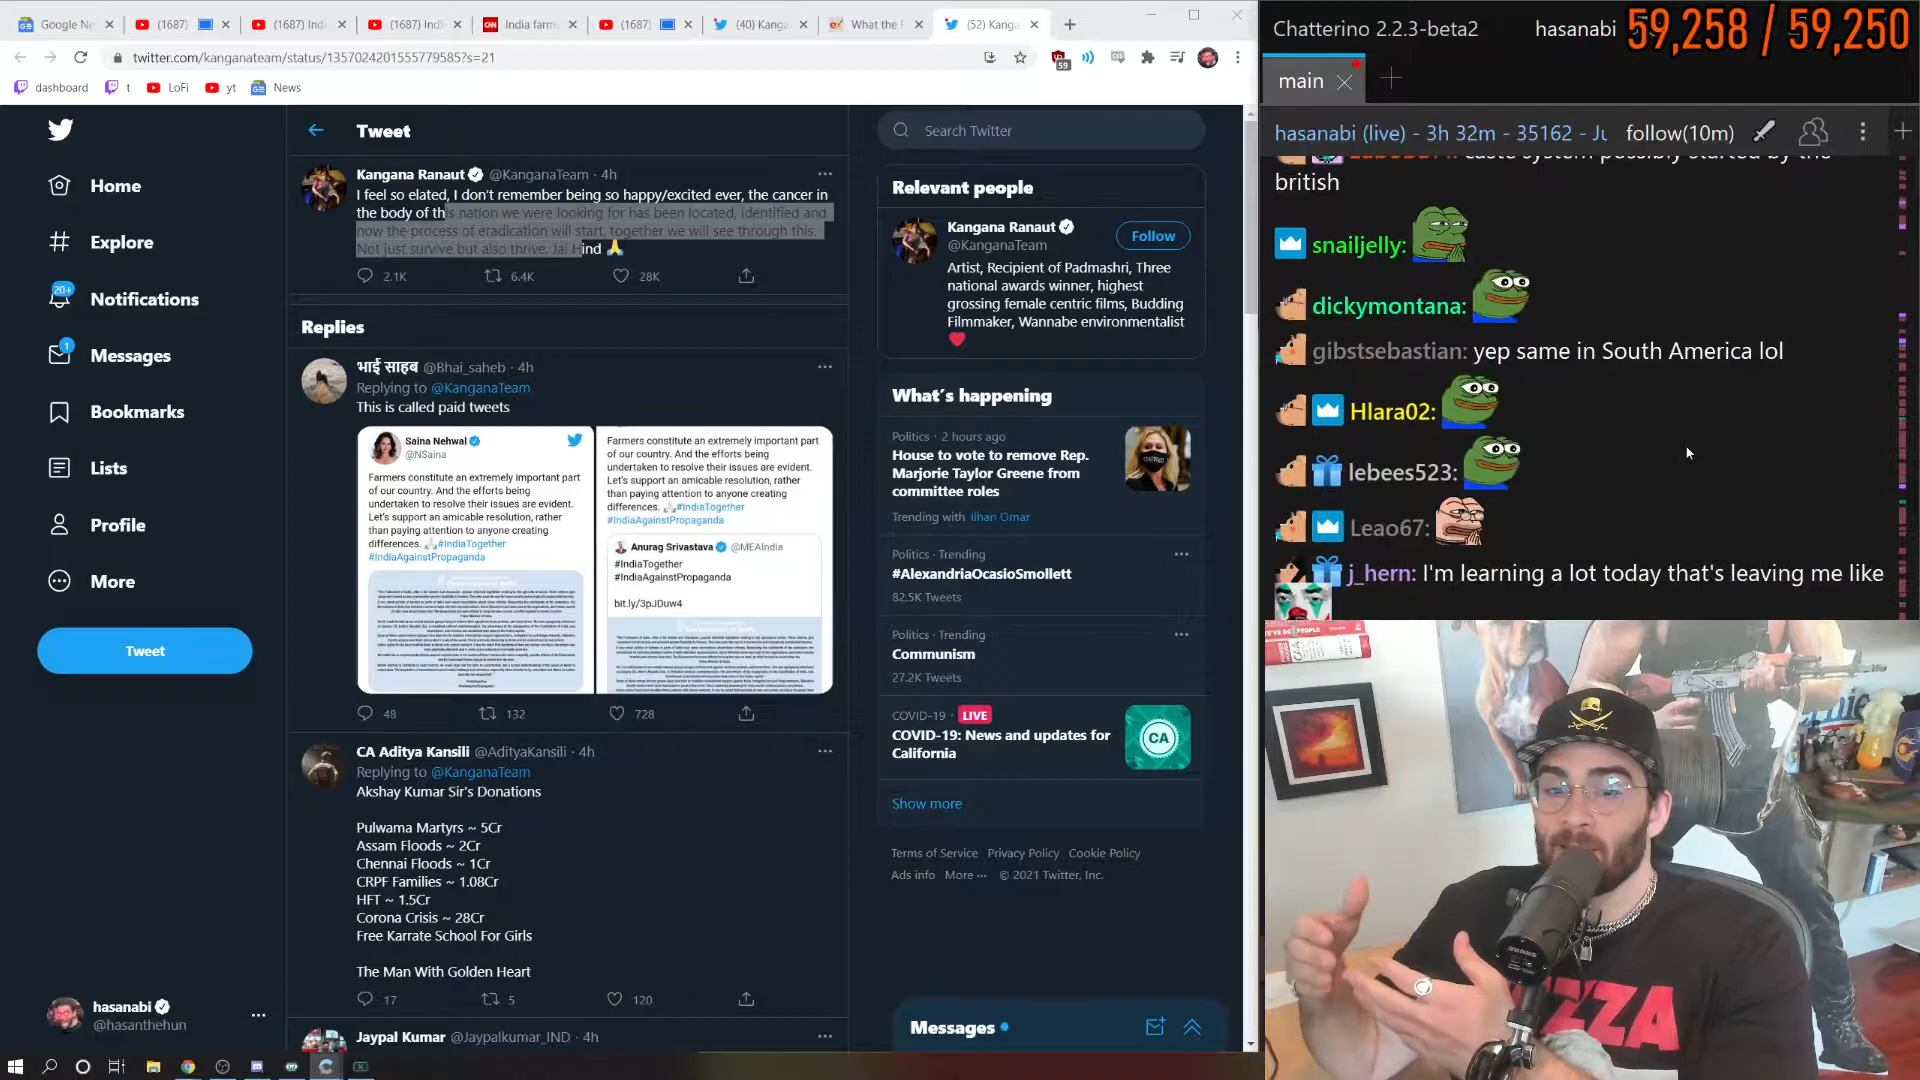 Google Ne
(1687)
(1687) Indi
(1687) Indi
CNN India farm
(1687)
(40) Kanga
What the F
(52) Kanga
twitter.com/kanganateam/status/1357024201555779585?s=21
59
dashboard
t
LoFi
yt
News
Tweet
Home
Explore
20+
Notifications
1
Messages
Bookmarks
Lists
Profile
More
Tweet
hasanabi
@hasanthehun
Kangana Ranaut @KanganaTeam · 4h
I feel so elated, I don't remember being so happy/excited ever, the cancer in
the body of this nation we were looking for has been located, identified and
now the process of eradication will start, together we will see through this.
Not just survive but also thrive. Jai Hind 🙏
2.1K 6.4K 28K
Replies
भाई साहब @Bhai_saheb · 4h
Replying to @KanganaTeam
This is called paid tweets
Saina Nehwal
@NSaina
Farmers constitute an extremely important part
of our country. And the efforts being
undertaken to resolve their issues are evident.
Let's support an amicable resolution, rather
than paying attention to anyone creating
differences. 🙏#IndiaTogether
#IndiaAgainstPropaganda
Farmers constitute an extremely important part
of our country. And the efforts being
undertaken to resolve their issues are evident.
Let's support an amicable resolution, rather
than paying attention to anyone creating
differences. 🙏#IndiaTogether
#IndiaAgainstPropaganda
Anurag Srivastava @MEAIndia
#IndiaTogether
#IndiaAgainstPropaganda
bit.ly/3pJDuw4
48 132 728
CA Aditya Kansili @AdityaKansili · 4h
Replying to @KanganaTeam
Akshay Kumar Sir's Donations
Pulwama Martyrs ~ 5Cr
Assam Floods ~ 2Cr
Chennai Floods ~ 1Cr
CRPF Families ~ 1.08Cr
HFT ~ 1.5Cr
Corona Crisis ~ 28Cr
Free Karrate School For Girls
The Man With Golden Heart
17 5 120
Jaypal Kumar @Jaypalkumar_IND · 4h
Search Twitter
Relevant people
Kangana Ranaut
@KanganaTeam
Follow
Artist, Recipient of Padmashri, Three
national awards winner, highest
grossing female centric films, Budding
Filmmaker, Wannabe environmentalist
❤️
What's happening
Politics · 2 hours ago
House to vote to remove Rep.
Marjorie Taylor Greene from
committee roles
Trending with Ilhan Omar
Politics · Trending
#AlexandriaOcasioSmollett
82.5K Tweets
Politics · Trending
Communism
27.2K Tweets
COVID-19 · LIVE
COVID-19: News and updates for
California
CA
Show more
Terms of Service Privacy Policy Cookie Policy
Ads info More ··· © 2021 Twitter, Inc.
Messages
Chatterino 2.2.3-beta2
hasanabi 59,258 / 59,250
main
hasanabi (live) - 3h 32m - 35162 - Ju follow(10m)
caste system possibly started by the
british
snailjelly:
dickymontana:
gibstsebastian: yep same in South America lol
Hlara02:
lebees523:
Leao67:
j_hern: I'm learning a lot today that's leaving me like
ZZA